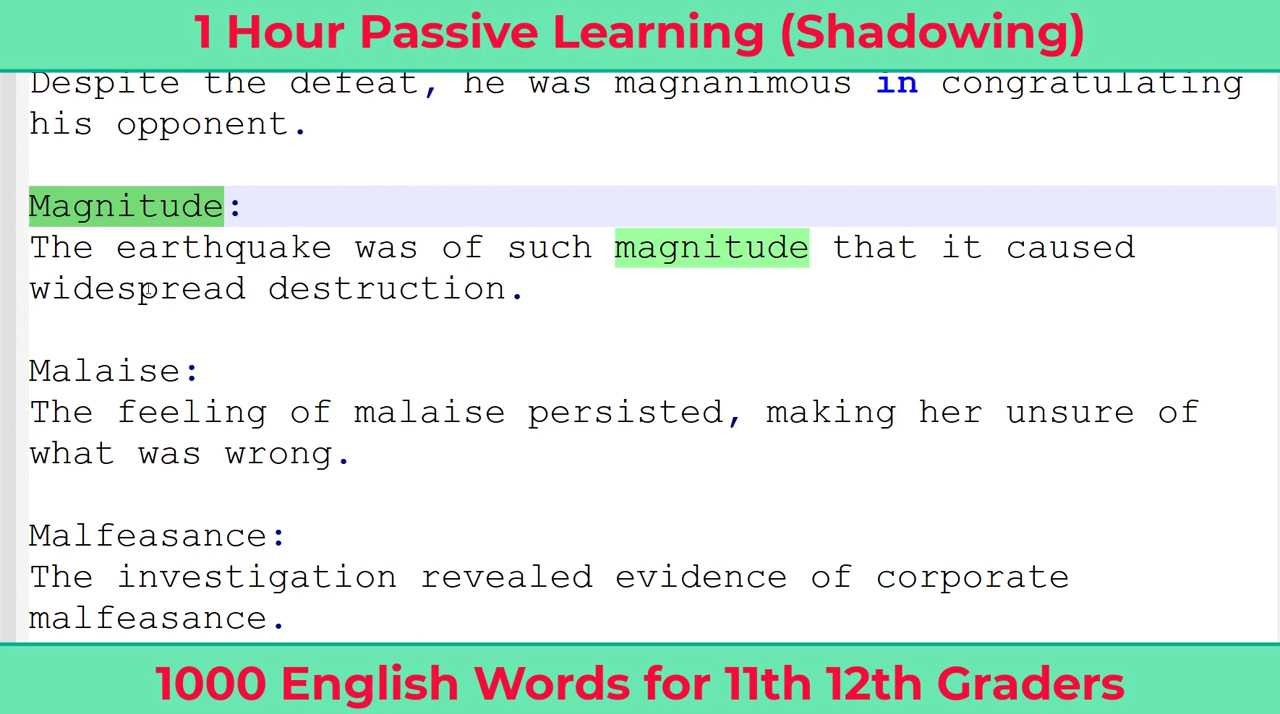 1 Hour Passive Learning (Shadowing)
Despite the defeat, he was magnanimous in congratulating
his opponent.
Magnitude:
The earthquake was of such magnitude that it caused
widespread destruction.
Malaise:
The feeling of malaise persisted, making her unsure of
what was wrong.
Malfeasance:
The investigation revealed evidence of corporate
malfeasance.
1000 English Words for 11th 12th Graders